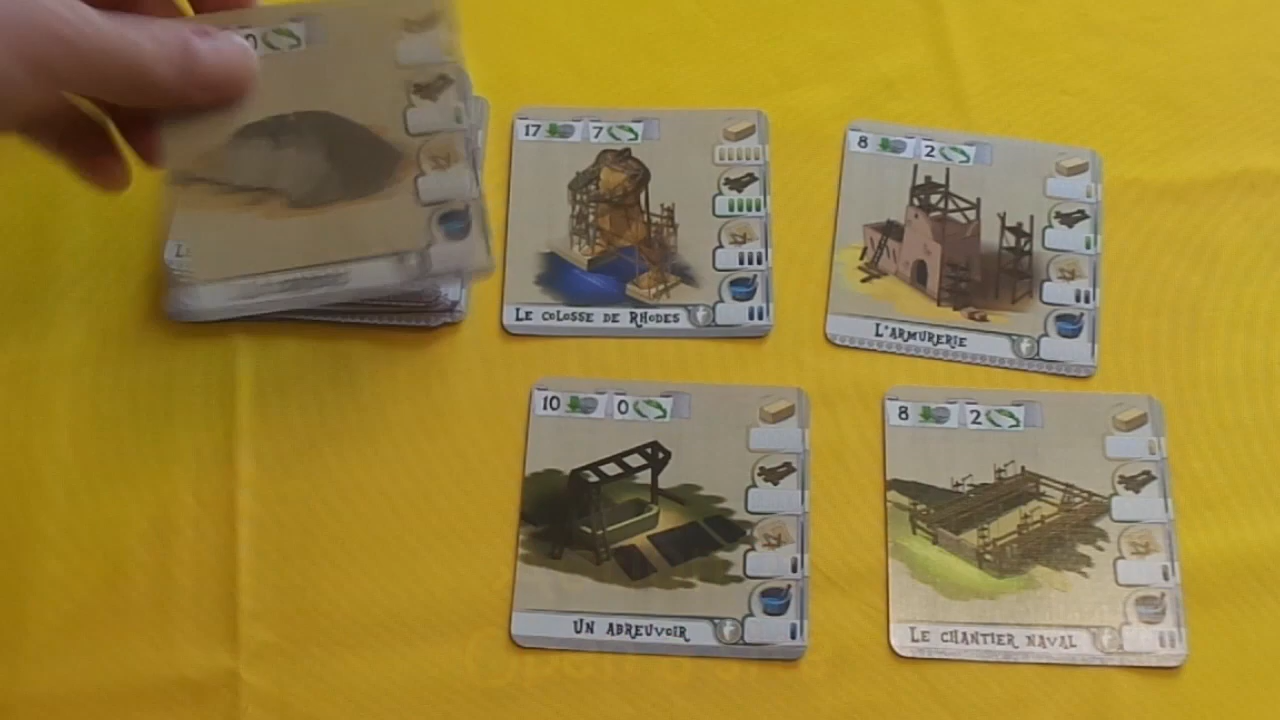 17 7
LE COLOSSE DE RHODES
8 2
L'ARMURERIE
10 0
UN ABREUVOIR
8 2
LE CHANTIER NAVAL